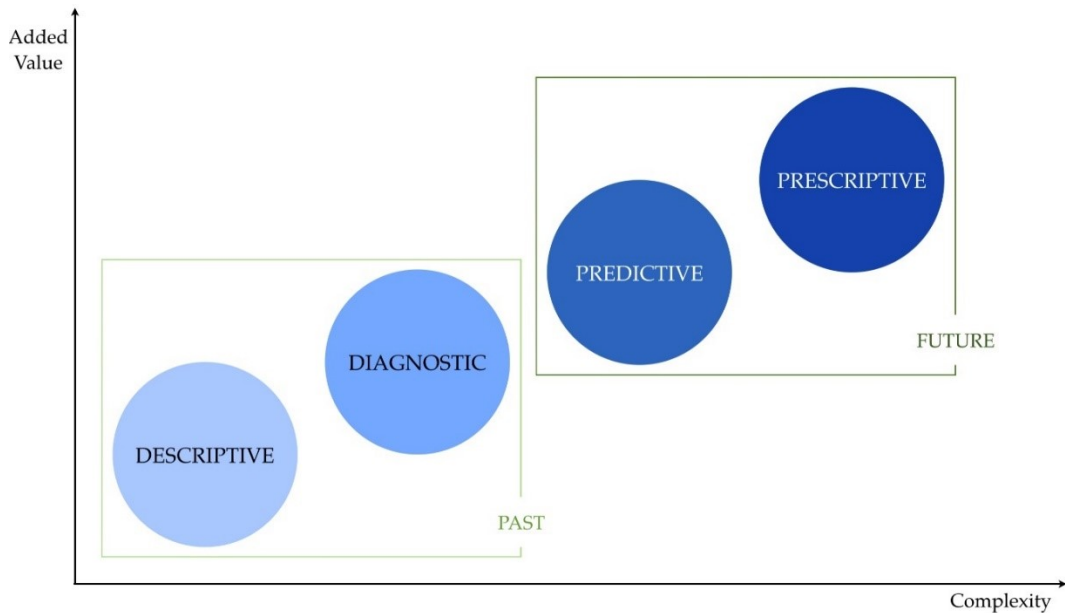 Added
Value
PRESCRIPTIVE
PREDICTIVE
FUTURE
DIAGNOSTIC
DESCRIPTIVE
PAST
Complexity